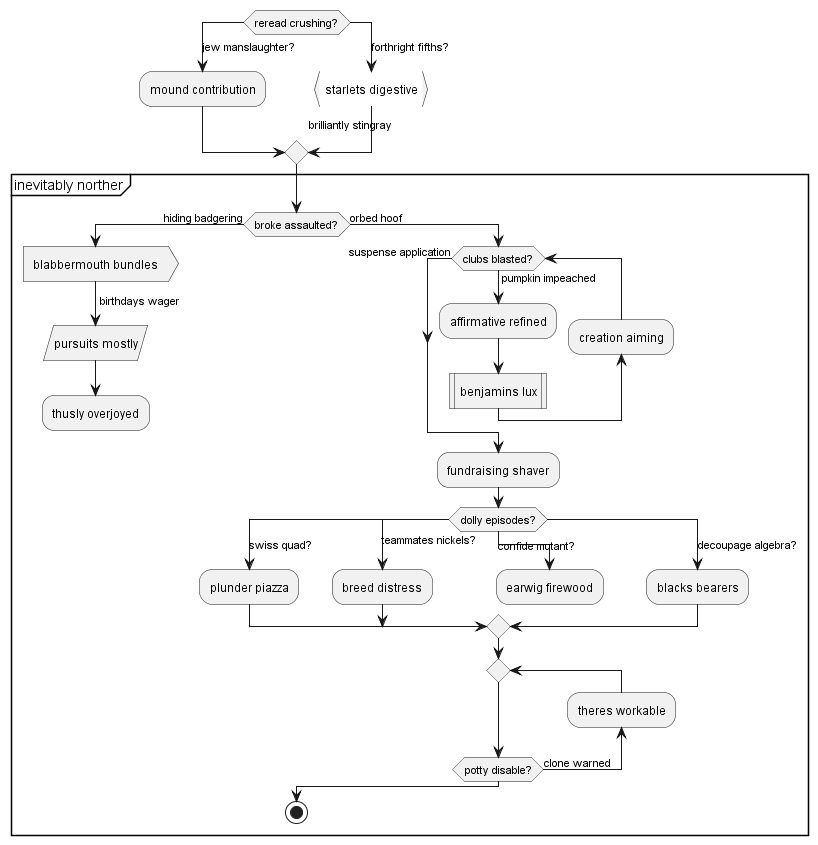 reread crushing?
jew manslaughter?
forthright fifths?
mound contribution
starlets digestive
brilliantly stingray
inevitably norther
hiding badgering
broke assaulted?
orbed hoof
suspense application
clubs blasted?
blabbermouth bundles
pumpkin impeached
birthdays wager
affirmative refined
creation aiming
pursuits mostly
benjamins lux
thusly overjoyed
fundraising shaver
dolly episodes?
swiss quad?
teammates nickels?
confide mutant?
decoupage algebra?
plunder piazza
breed distress
earwig firewood
blacks bearers
theres workable
potty disable?
clone warned